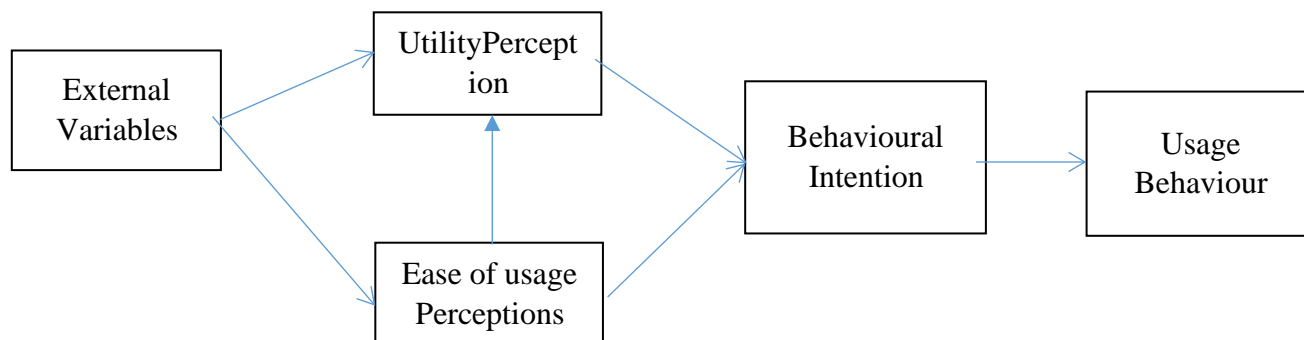 External
Variables
UtilityPercept
ion
Ease of usage
Perceptions
Behavioural
Intention
Usage
Behaviour